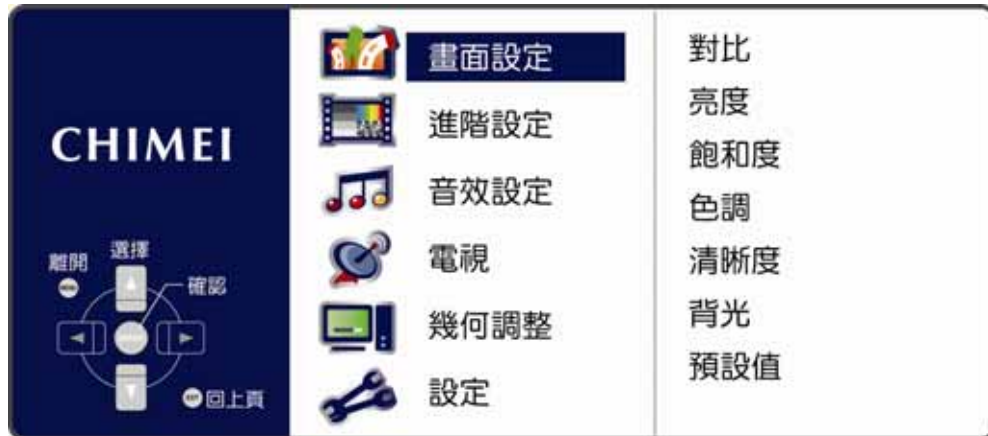 CHIMEI
離開
選擇
確認
回上頁
畫面設定
進階設定
音效設定
電視
幾何調整
設定
對比
亮度
飽和度
色調
清晰度
背光
預設值